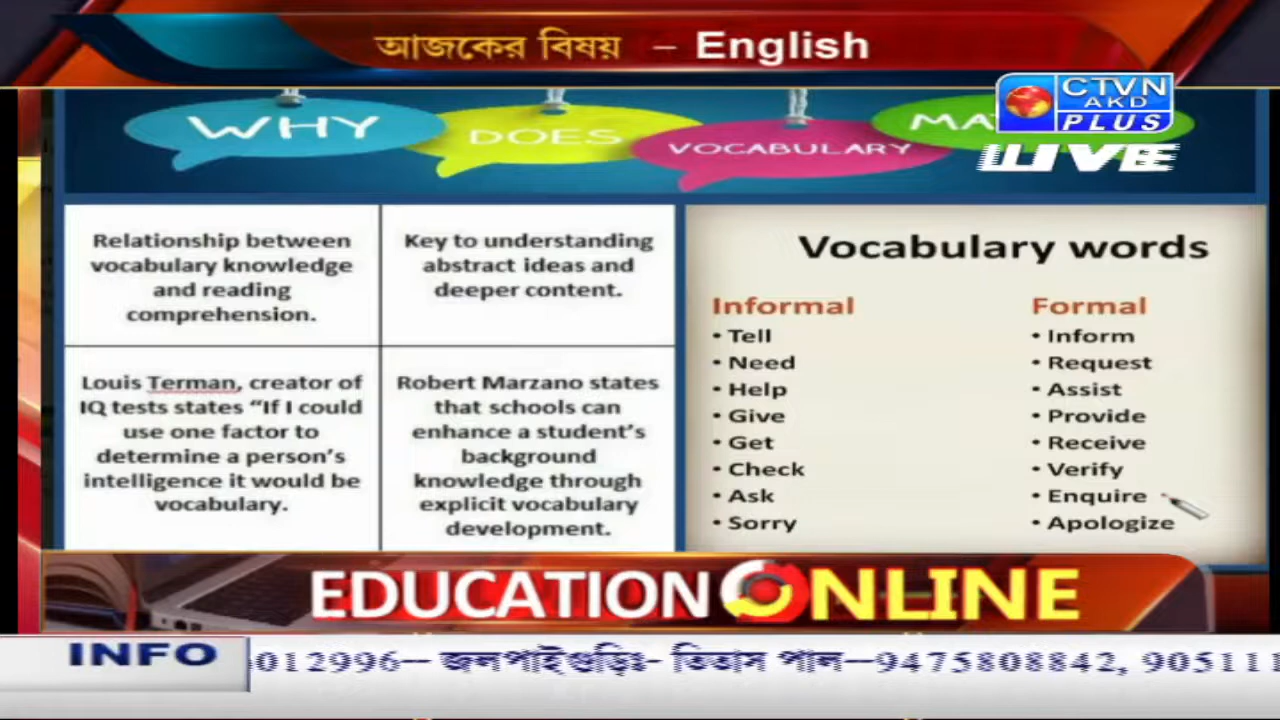 আজকের বিষয় – English
CTVN
AKD
PLUS
LIVE
WHY DOES VOCABULARY
Relationship between
vocabulary knowledge
and reading
comprehension.
Key to understanding
abstract ideas and
deeper content.
Louis Terman, creator of
IQ tests states “If I could
use one factor to
determine a person’s
intelligence it would be
vocabulary.
Robert Marzano states
that schools can
enhance a student’s
background
knowledge through
explicit vocabulary
development.
Vocabulary words
Informal
• Tell
• Need
• Help
• Give
• Get
• Check
• Ask
• Sorry
Formal
• Inform
• Request
• Assist
• Provide
• Receive
• Verify
• Enquire
• Apologize
EDUCATION ONLINE
INFO
012996– জলপাইগুড়িঃ- তিতাস পাল–9475808842, 905111